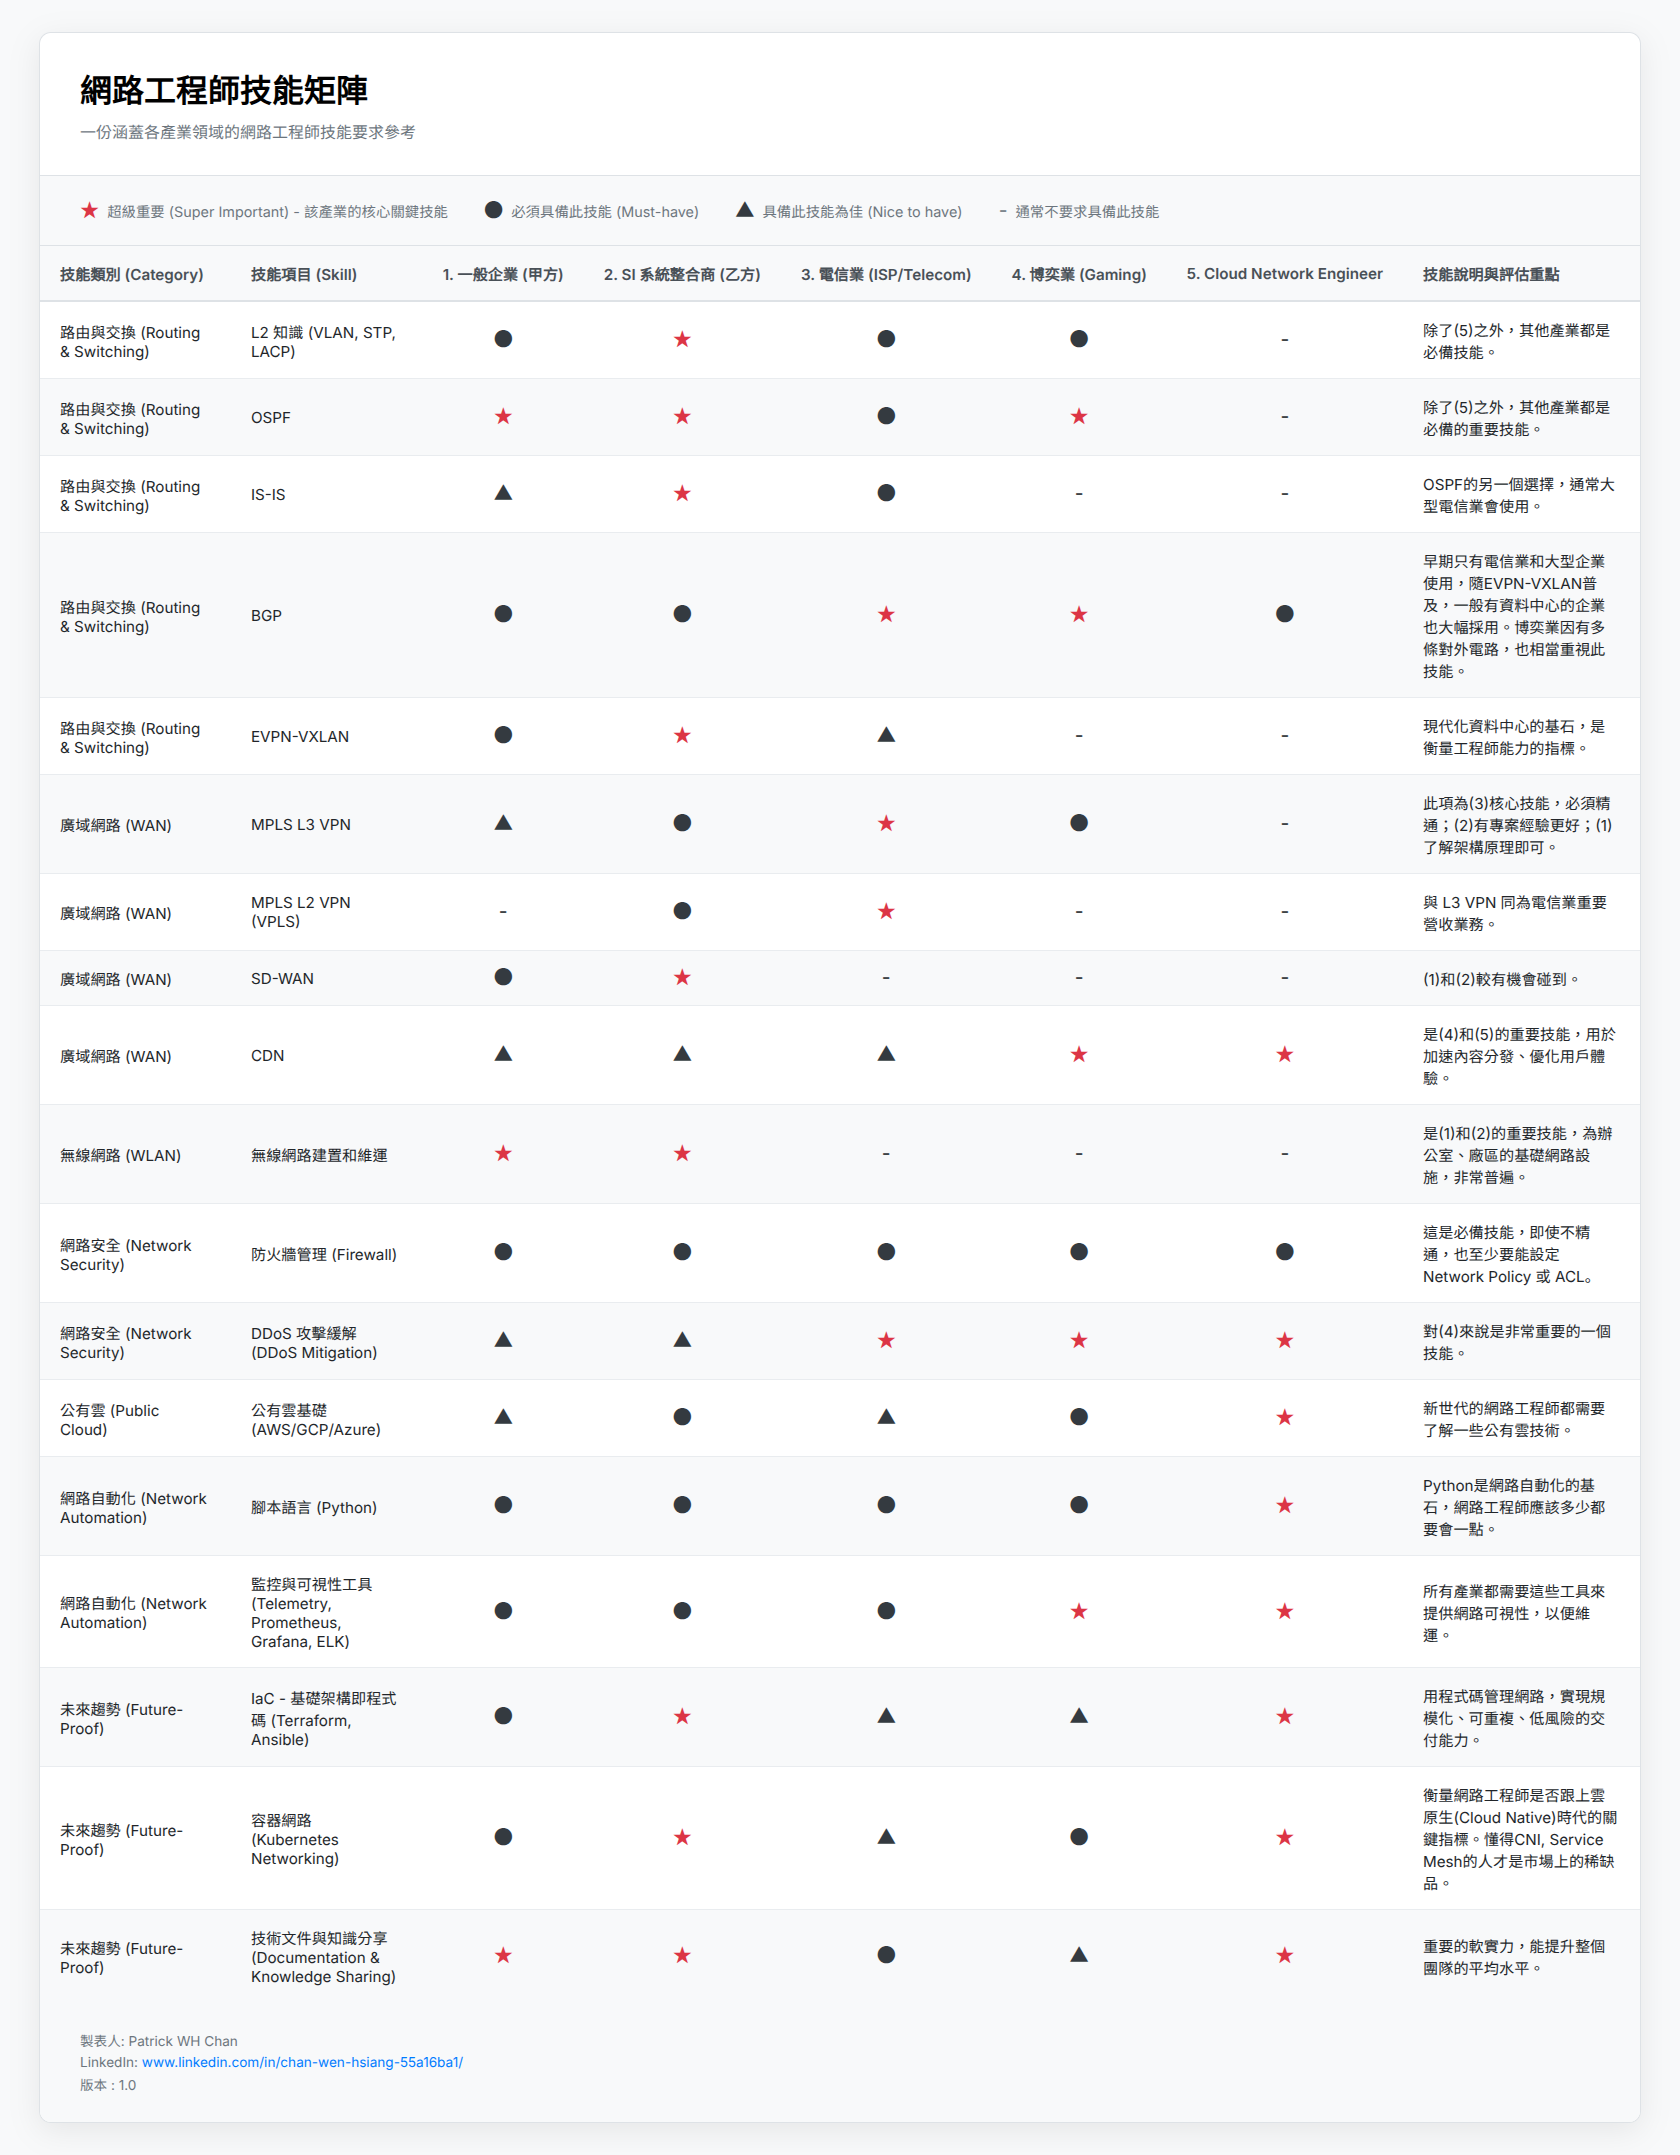 網路工程師技能矩陣
一份涵蓋各產業領域的網路工程師技能要求參考
★ 超級重要 (Super Important) - 該產業的核心關鍵技能 ● 必須具備此技能 (Must-have) ▲ 具備此技能為佳 (Nice to have) - 通常不要求具備此技能
技能類別 (Category) 技能項目 (Skill) 1. 一般企業 (甲方) 2. SI 系統整合商 (乙方) 3. 電信業 (ISP/Telecom) 4. 博奕業 (Gaming) 5. Cloud Network Engineer 技能說明與評估重點
路由與交換 (Routing
& Switching)
L2 知識 (VLAN, STP,
LACP)
● ★ ● ● -
除了(5)之外，其他產業都是
必備技能。
路由與交換 (Routing
& Switching)
OSPF
★ ★ ● ★ -
除了(5)之外，其他產業都是
必備的重要技能。
路由與交換 (Routing
& Switching)
IS-IS
▲ ★ ● - -
OSPF的另一個選擇，通常大
型電信業會使用。
路由與交換 (Routing
& Switching)
BGP
● ● ★ ★ ●
早期只有電信業和大型企業
使用，隨EVPN-VXLAN普
及，一般有資料中心的企業
也大幅採用。博奕業因有多
條對外電路，也相當重視此
技能。
路由與交換 (Routing
& Switching)
EVPN-VXLAN
● ★ ▲ - -
現代化資料中心的基石，是
衡量工程師能力的指標。
廣域網路 (WAN)
MPLS L3 VPN
▲ ● ★ ● -
此項為(3)核心技能，必須精
通；(2)有專案經驗更好；(1)
了解架構原理即可。
廣域網路 (WAN)
MPLS L2 VPN
(VPLS)
- ● ★ - -
與 L3 VPN 同為電信業重要
營收業務。
廣域網路 (WAN)
SD-WAN
● ★ - - -
(1)和(2)較有機會碰到。
廣域網路 (WAN)
CDN
▲ ▲ ▲ ★ ★
是(4)和(5)的重要技能，用於
加速內容分發、優化用戶體
驗。
無線網路 (WLAN)
無線網路建置和維運
★ ★ - - -
是(1)和(2)的重要技能，為辦
公室、廠區的基礎網路設
施，非常普遍。
網路安全 (Network
Security)
防火牆管理 (Firewall)
● ● ● ● ●
這是必備技能，即使不精
通，也至少要能設定
Network Policy 或 ACL。
網路安全 (Network
Security)
DDoS 攻擊緩解
(DDoS Mitigation)
▲ ▲ ★ ★ ★
對(4)來說是非常重要的一個
技能。
公有雲 (Public
Cloud)
公有雲基礎
(AWS/GCP/Azure)
▲ ● ▲ ● ★
新世代的網路工程師都需要
了解一些公有雲技術。
網路自動化 (Network
Automation)
腳本語言 (Python)
● ● ● ● ★
Python是網路自動化的基
石，網路工程師應該多少都
要會一點。
網路自動化 (Network
Automation)
監控與可視性工具
(Telemetry,
Prometheus,
Grafana, ELK)
● ● ● ★ ★
所有產業都需要這些工具來
提供網路可視性，以便維
運。
未來趨勢 (Future-
Proof)
IaC - 基礎架構即程式
碼 (Terraform,
Ansible)
● ★ ▲ ▲ ★
用程式碼管理網路，實現規
模化、可重複、低風險的交
付能力。
未來趨勢 (Future-
Proof)
容器網路
(Kubernetes
Networking)
● ★ ▲ ● ★
衡量網路工程師是否跟上雲
原生(Cloud Native)時代的關
鍵指標。懂得CNI, Service
Mesh的人才是市場上的稀缺
品。
未來趨勢 (Future-
Proof)
技術文件與知識分享
(Documentation &
Knowledge Sharing)
★ ★ ● ▲ ★
重要的軟實力，能提升整個
團隊的平均水平。
製表人: Patrick WH Chan
LinkedIn: www.linkedin.com/in/chan-wen-hsiang-55a16ba1/
版本 : 1.0